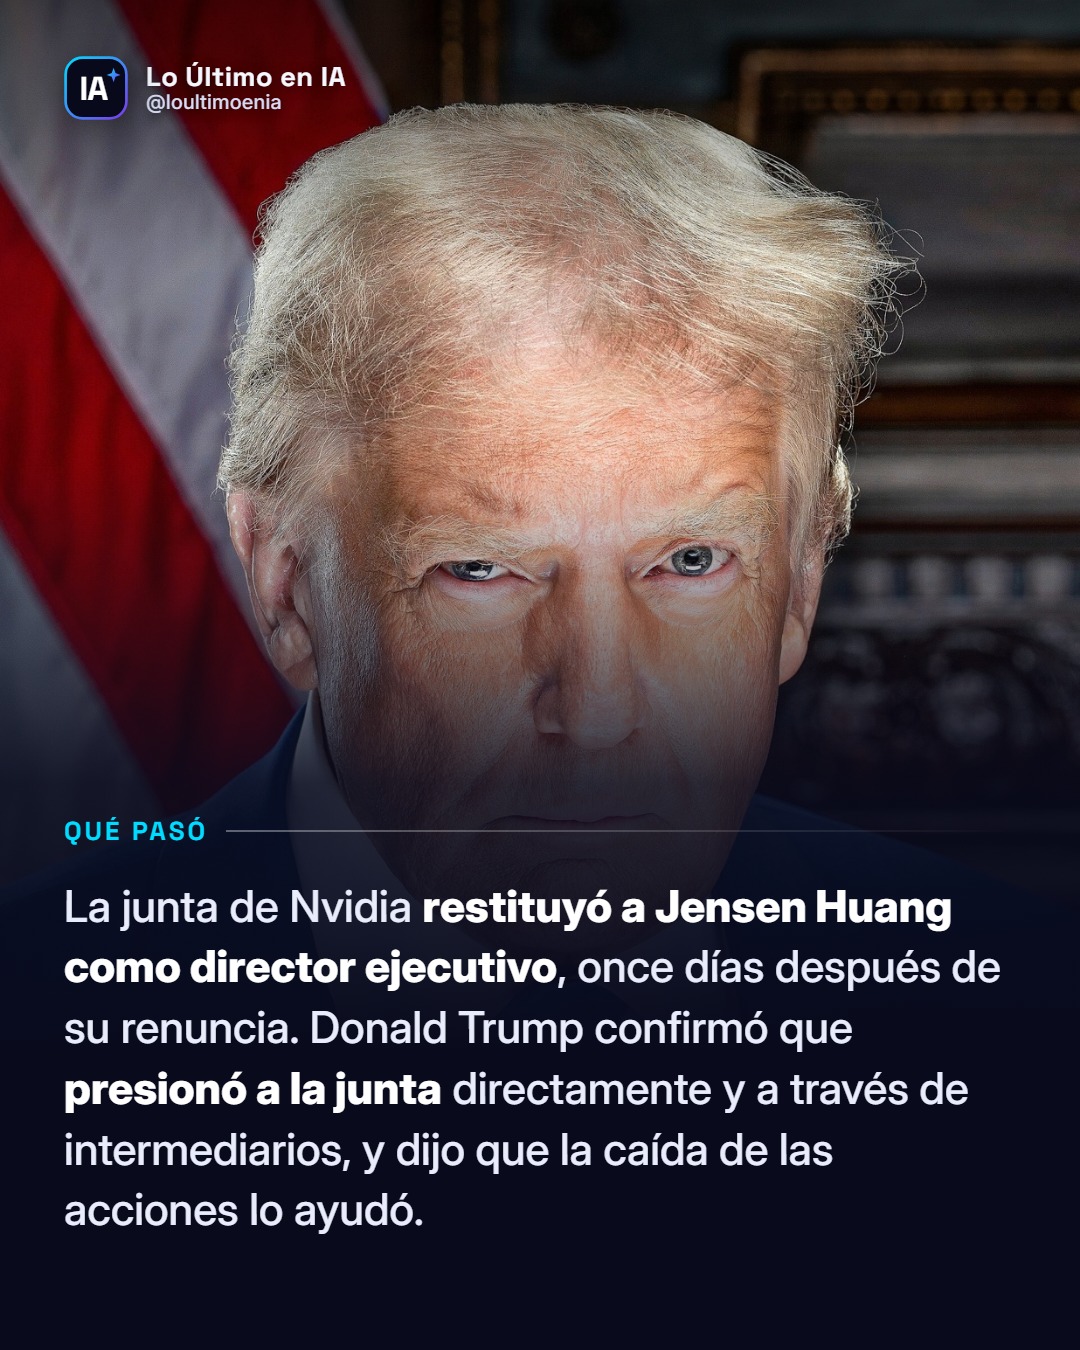 IA
Lo Último en IA
@loultimoenia
QUÉ PASÓ
La junta de Nvidia restituyó a Jensen Huang
como director ejecutivo, once días después de
su renuncia. Donald Trump confirmó que
presionó a la junta directamente y a través de
intermediarios, y dijo que la caída de las
acciones lo ayudó.